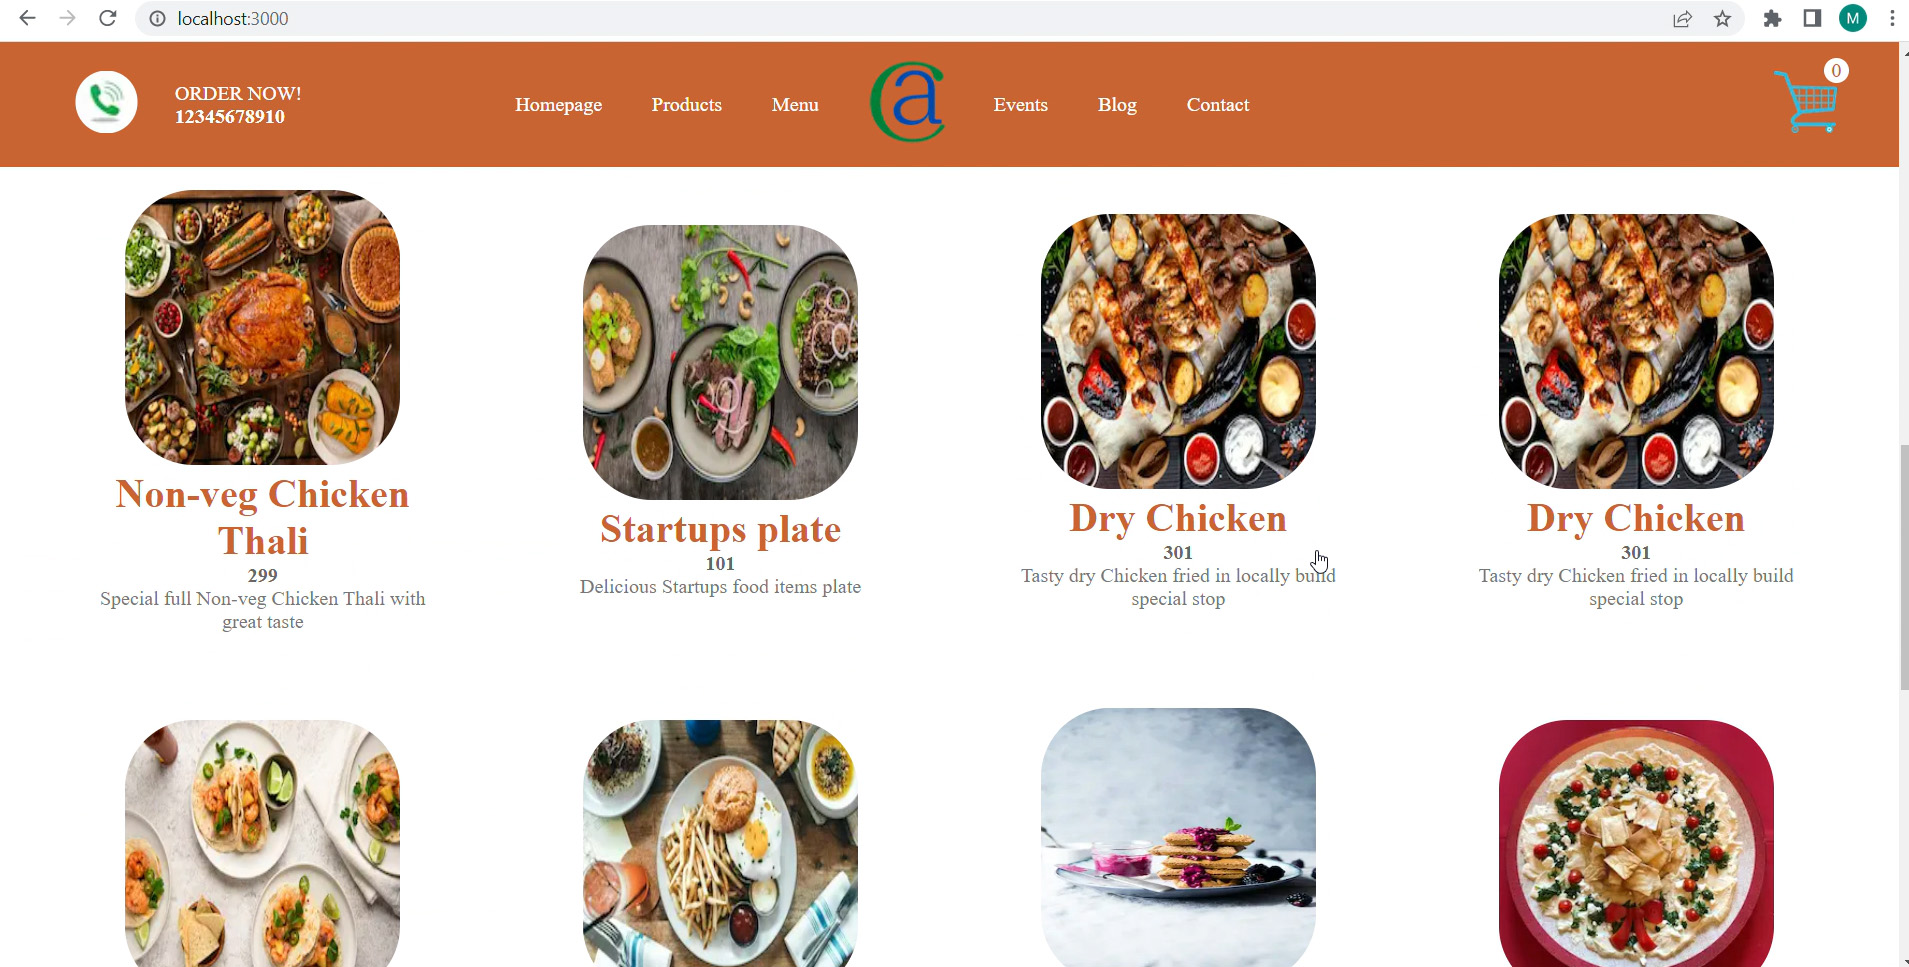 localhost:3000
M
ORDER NOW!
12345678910
Homepage
Products
Menu
Ca
Events
Blog
Contact
0
Non-veg Chicken
Thali
299
Special full Non-veg Chicken Thali with
great taste
Startups plate
101
Delicious Startups food items plate
Dry Chicken
301
Tasty dry Chicken fried in locally build
special stop
Dry Chicken
301
Tasty dry Chicken fried in locally build
special stop